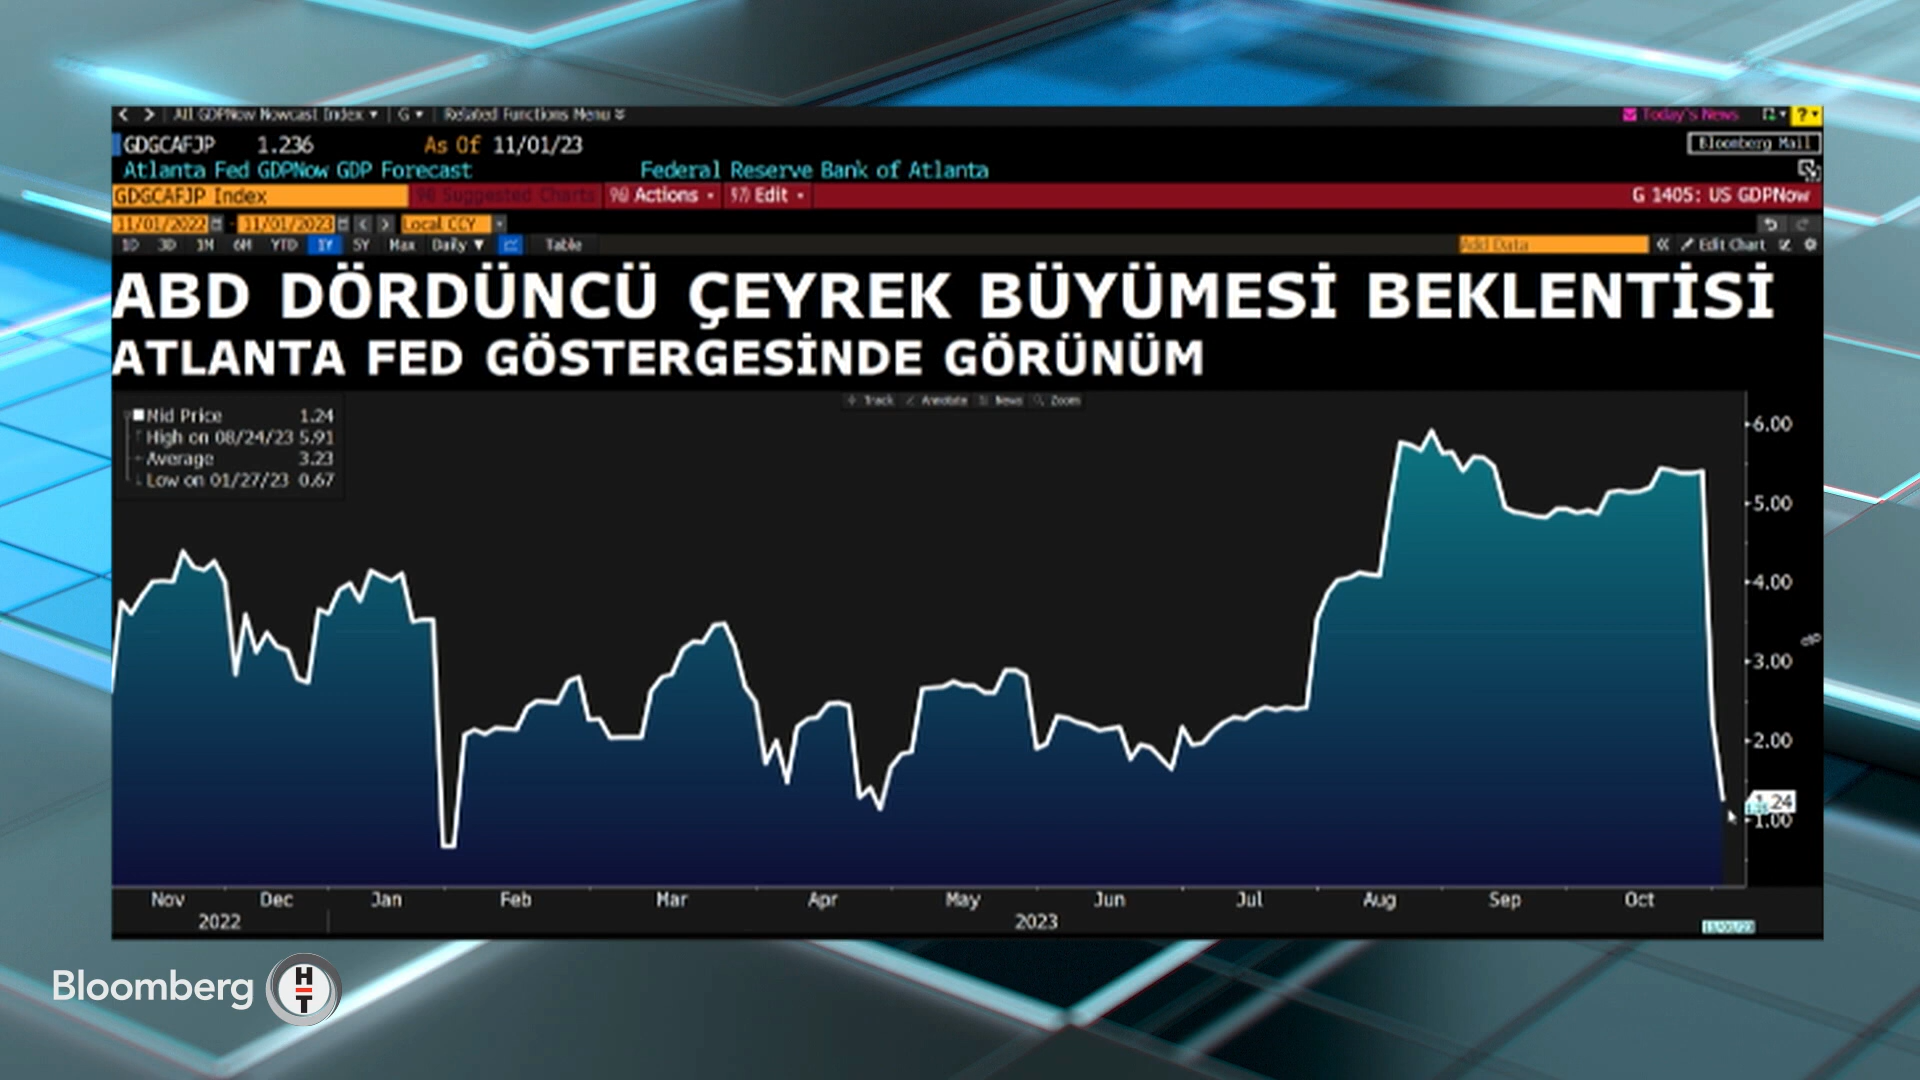 All GDPNow Nowcast Index G Related Functions Menu Today's News ?
GDGCAFJP 1.236 As Of 11/01/23 Bloomberg Mail
Atlanta Fed GDPNow GDP Forecast Federal Reserve Bank of Atlanta
GDGCAFJP Index 98) Suggested Charts 96) Actions 97) Edit G 1405: US GDPNow
11/01/2022 - 11/01/2023 Local CCY
1D 3D 1M 6M YTD 1Y 5Y Max Daily Table Add Data Edit Chart
ABD DÖRDÜNCÜ ÇEYREK BÜYÜMESİ BEKLENTİSİ
ATLANTA FED GÖSTERGESİNDE GÖRÜNÜM
Track Annotate News Zoom
Mid Price 1.24
High on 08/24/23 5.91
Average 3.23
Low on 01/27/23 0.67
6.00
5.00
4.00
3.00
2.00
1.24
1.00
Nov Dec Jan Feb Mar Apr May Jun Jul Aug Sep Oct
2022 2023
Bloomberg HT